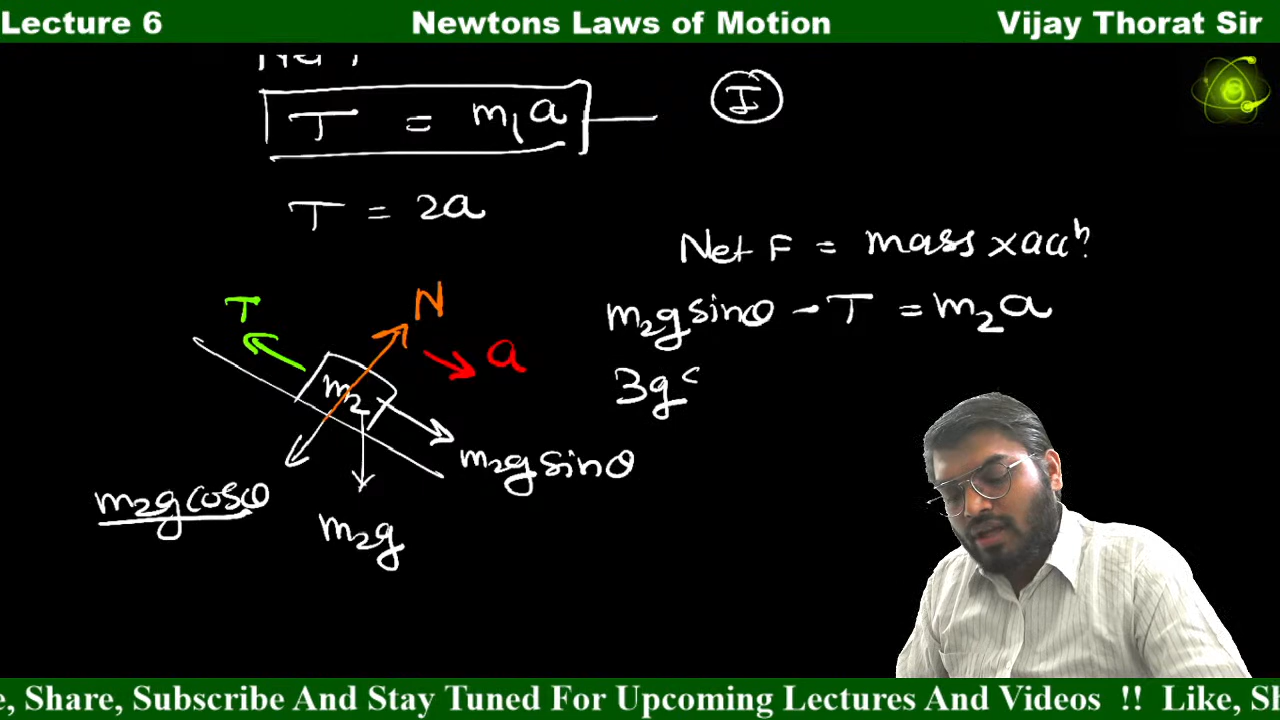 Lecture 6 Newtons Laws of Motion Vijay Thorat Sir
T = m₁a — I
T = 2a
Net F = mass × accⁿ
m₂g sinθ - T = m₂a
3g
T
N
a
m₂
m₂g sinθ
m₂g cosθ
m₂g
e, Share, Subscribe And Stay Tuned For Upcoming Lectures And Videos !! Like, Sh